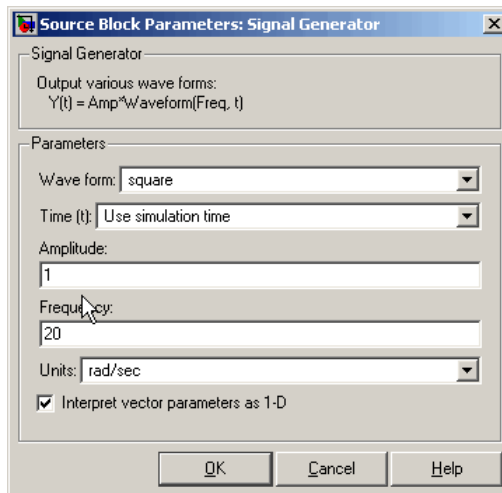 Source Block Parameters: Signal Generator
Signal Generator
Output various wave forms:
Y(t) = Amp*Waveform(Freq, t)
Parameters
Wave form: square
Time (t): Use simulation time
Amplitude:
1
Frequency:
20
Units: rad/sec
Interpret vector parameters as 1-D
OK Cancel Help